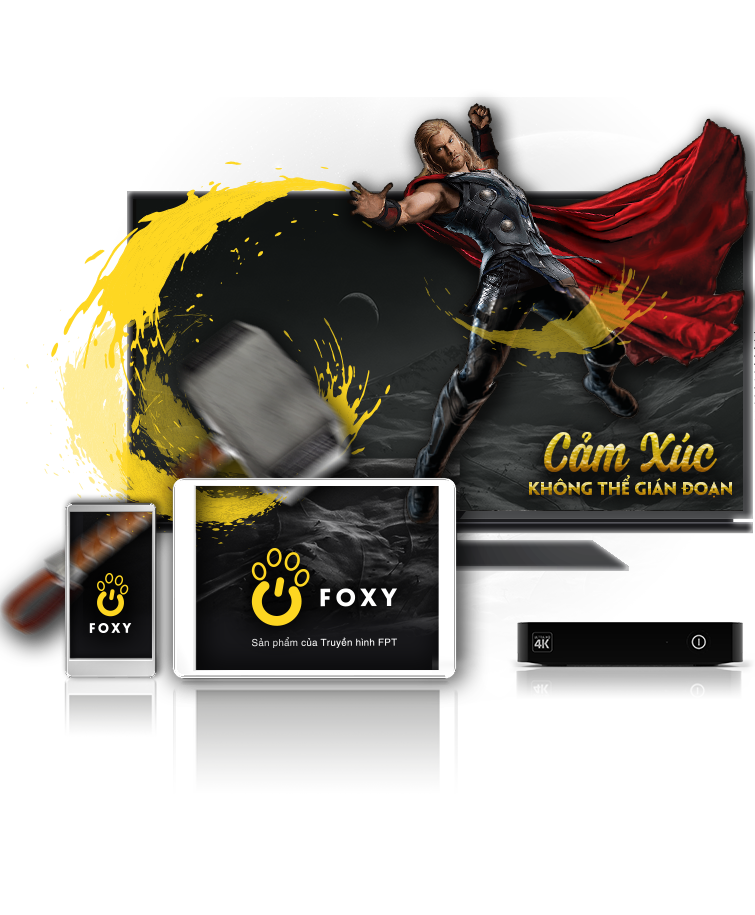 Cảm Xúc
KHÔNG THỂ GIÁN ĐOẠN
FOXY
Sản phẩm của Truyền hình FPT
FOXY
4K